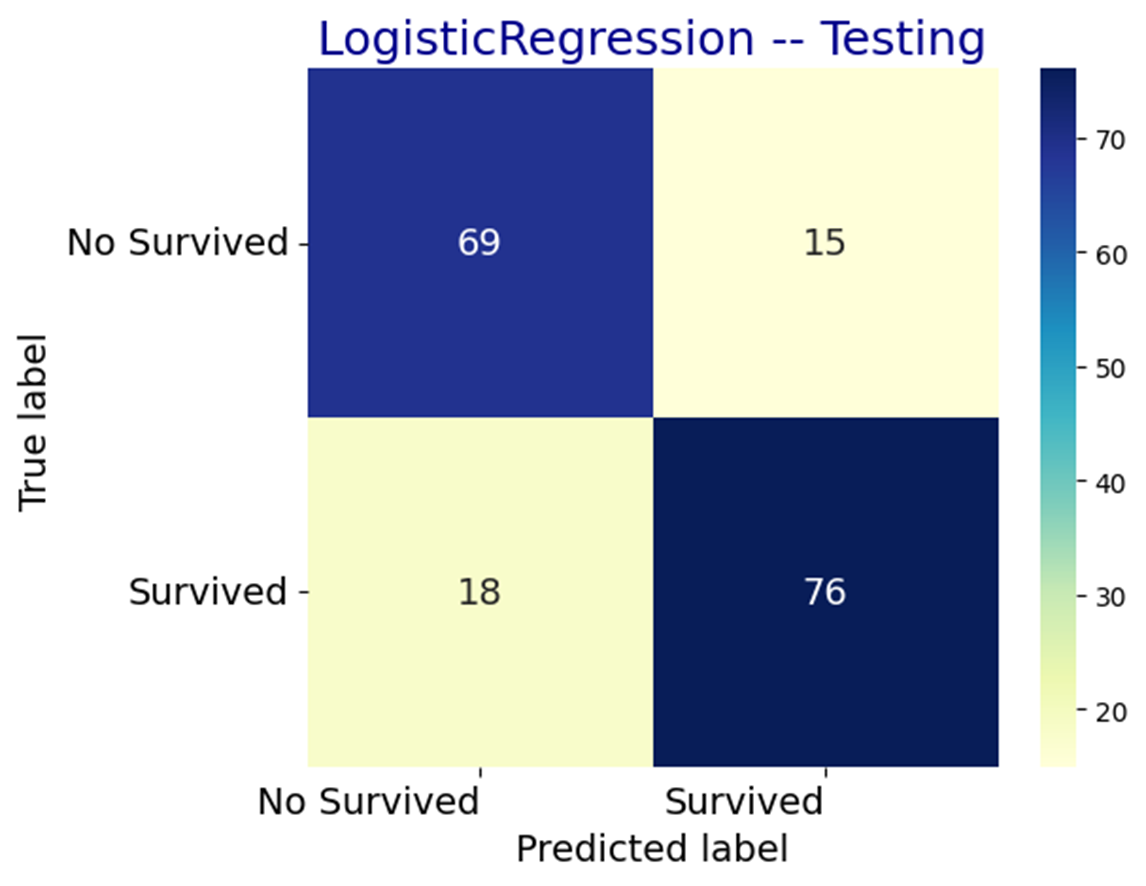 LogisticRegression -- Testing
70
No Survived
69
15
60
50
True label
40
Survived
18
76
30
20
No Survived
Survived
Predicted label